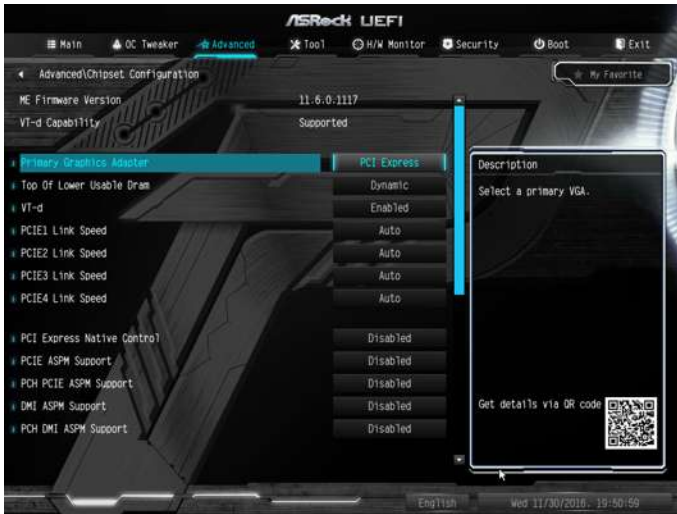 ASRock UEFI
Main OC Tweaker Advanced Tool H/W Monitor Security Boot Exit
Advanced\Chipset Configuration
My Favorite
ME Firmware Version 11.6.0.1117
VT-d Capability Supported
Primary Graphics Adapter PCI Express
Top Of Lower Usable Dram Dynamic
VT-d Enabled
PCIE1 Link Speed Auto
PCIE2 Link Speed Auto
PCIE3 Link Speed Auto
PCIE4 Link Speed Auto
PCI Express Native Control Disabled
PCIE ASPM Support Disabled
PCH PCIE ASPM Support Disabled
DMI ASPM Support Disabled
PCH DMI ASPM Support Disabled
Description
Select a primary VGA.
Get details via QR code
English
Wed 11/30/2016. 19:50:59